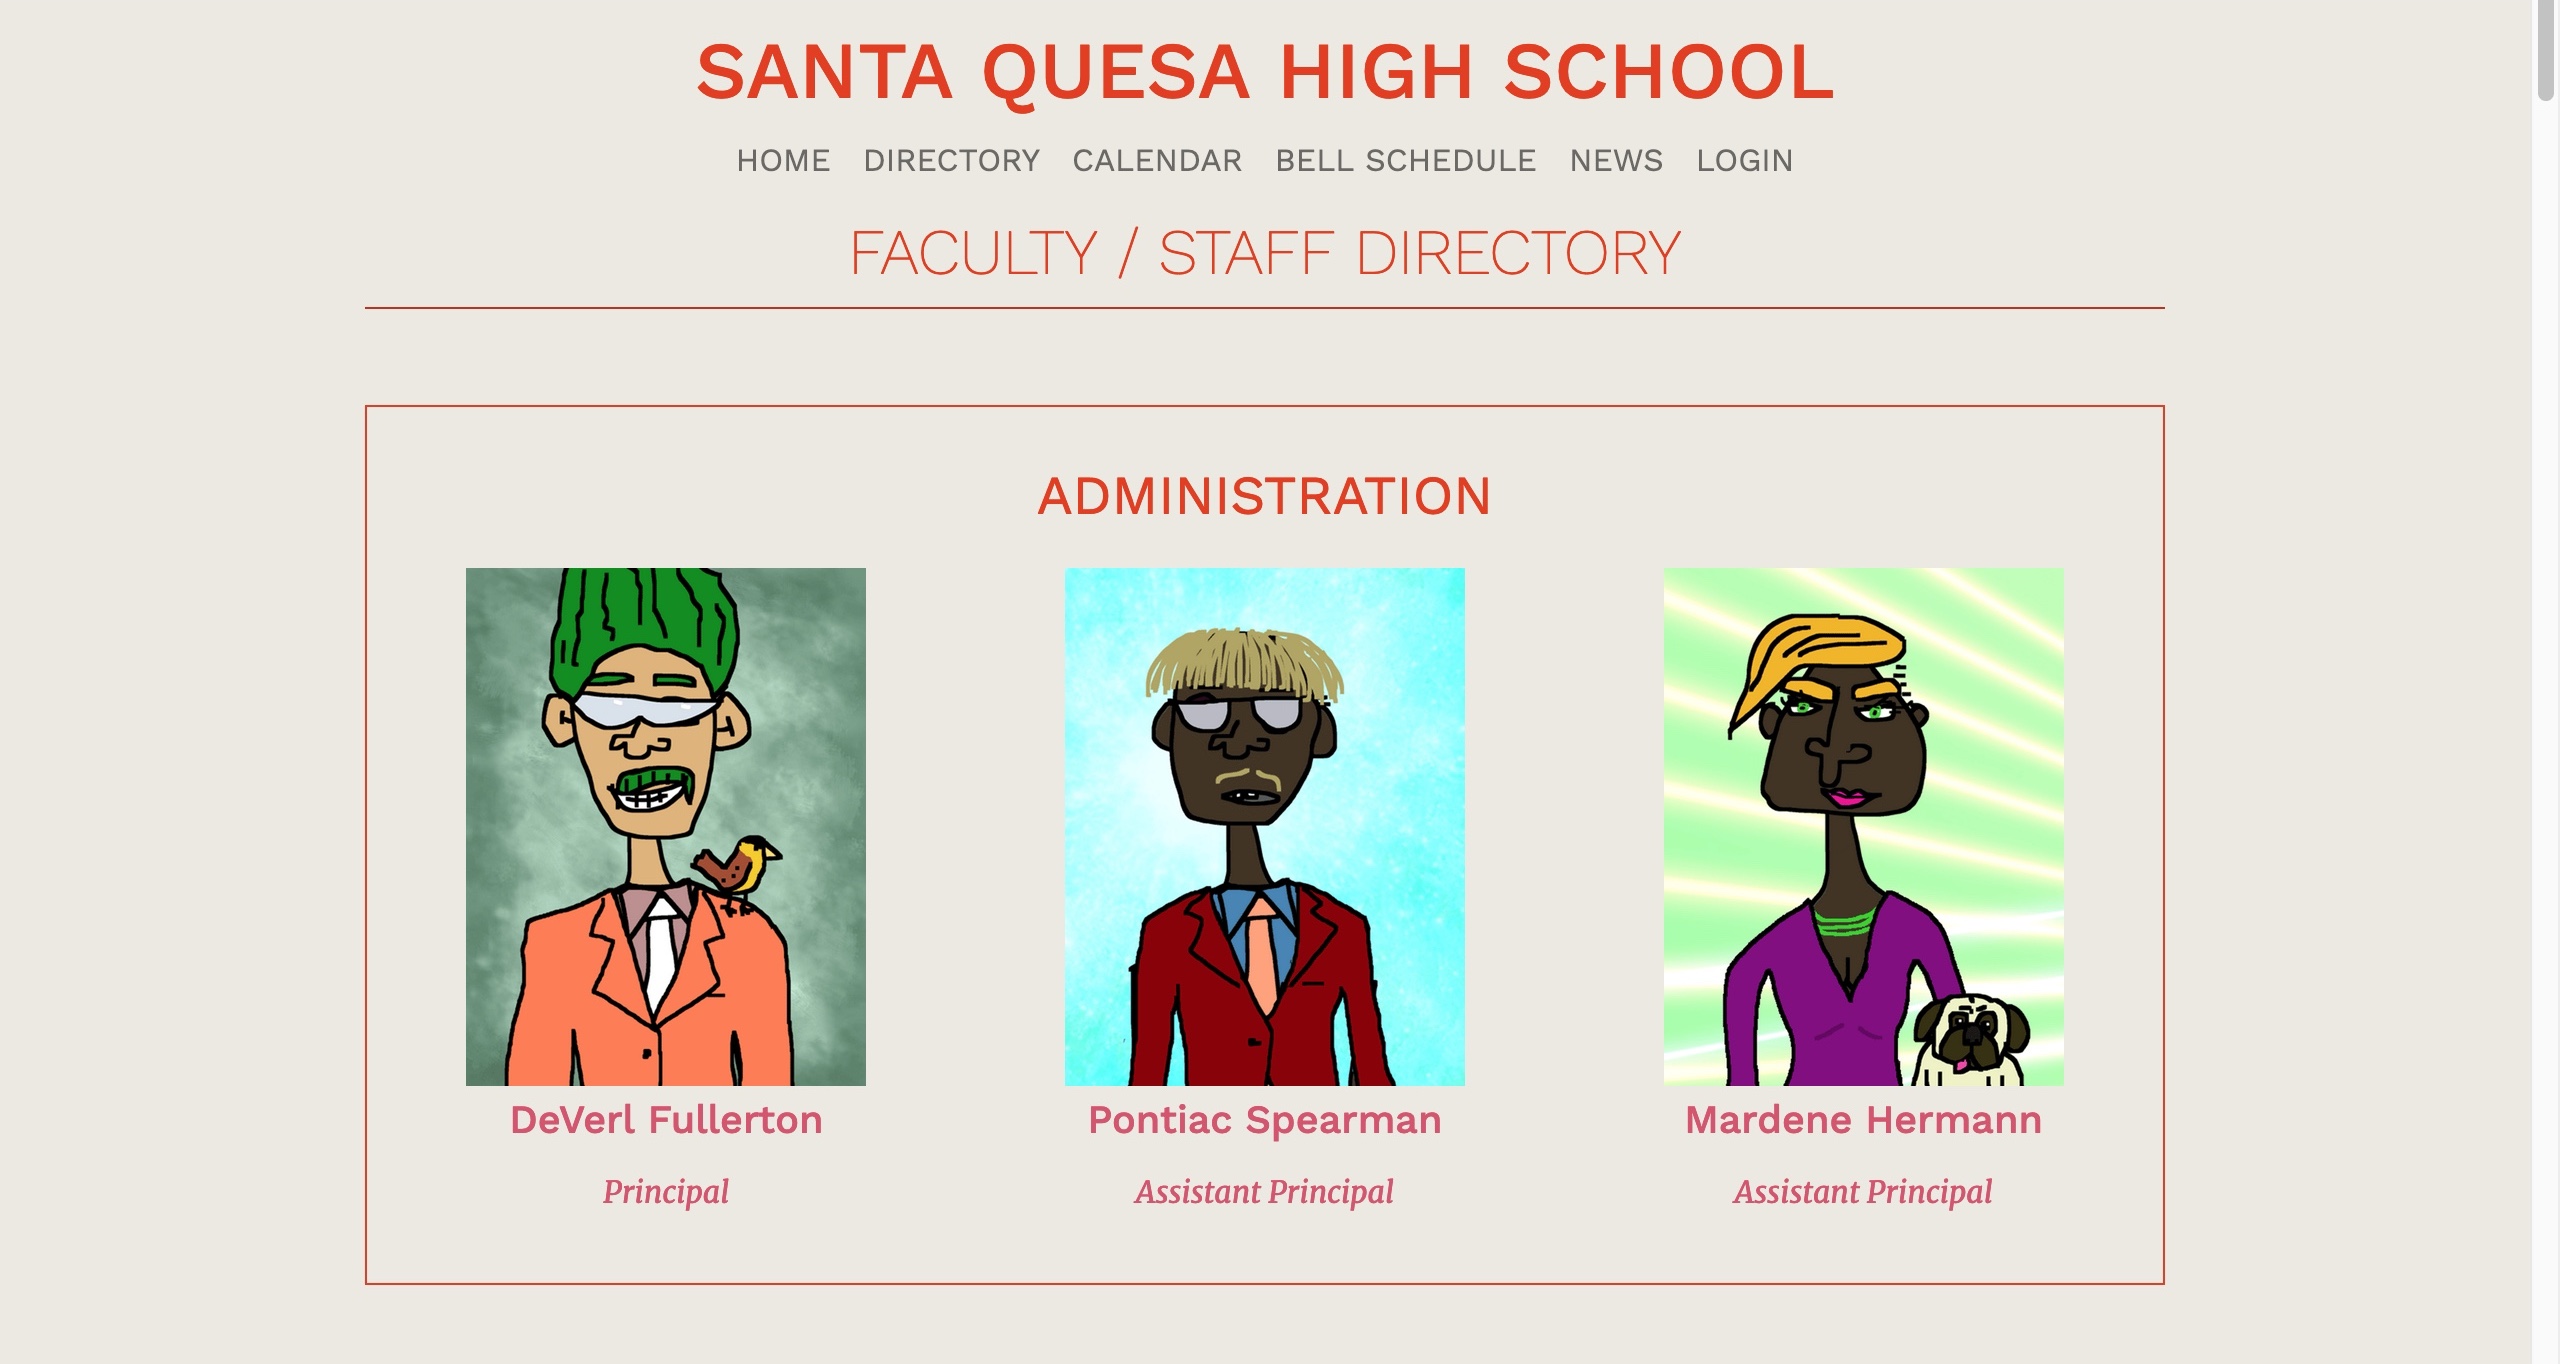 SANTA QUESA HIGH SCHOOL
HOME DIRECTORY CALENDAR BELL SCHEDULE NEWS LOGIN
FACULTY / STAFF DIRECTORY
ADMINISTRATION
DeVerl Fullerton
Principal
Pontiac Spearman
Assistant Principal
Mardene Hermann
Assistant Principal